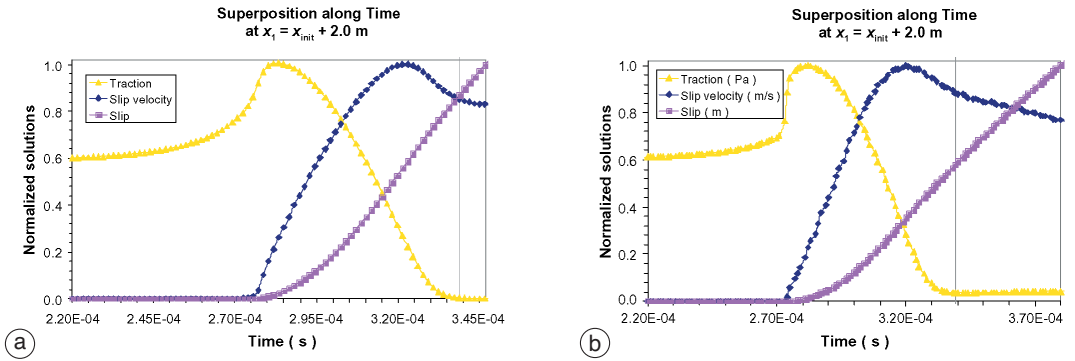 Superposition along Time
at x1 = xinit + 2.0 m
Normalized solutions
1.0
0.8
0.6
0.4
0.2
0.0
Traction
Slip velocity
Slip
2.20E-04 2.45E-04 2.70E-04 2.95E-04 3.20E-04 3.45E-04
Time ( s )
a
Superposition along Time
at x1 = xinit + 2.0 m
Normalized solutions
1.0
0.8
0.6
0.4
0.2
0.0
Traction ( Pa )
Slip velocity ( m/s )
Slip ( m )
2.20E-04 2.70E-04 3.20E-04 3.70E-04
Time ( s )
b